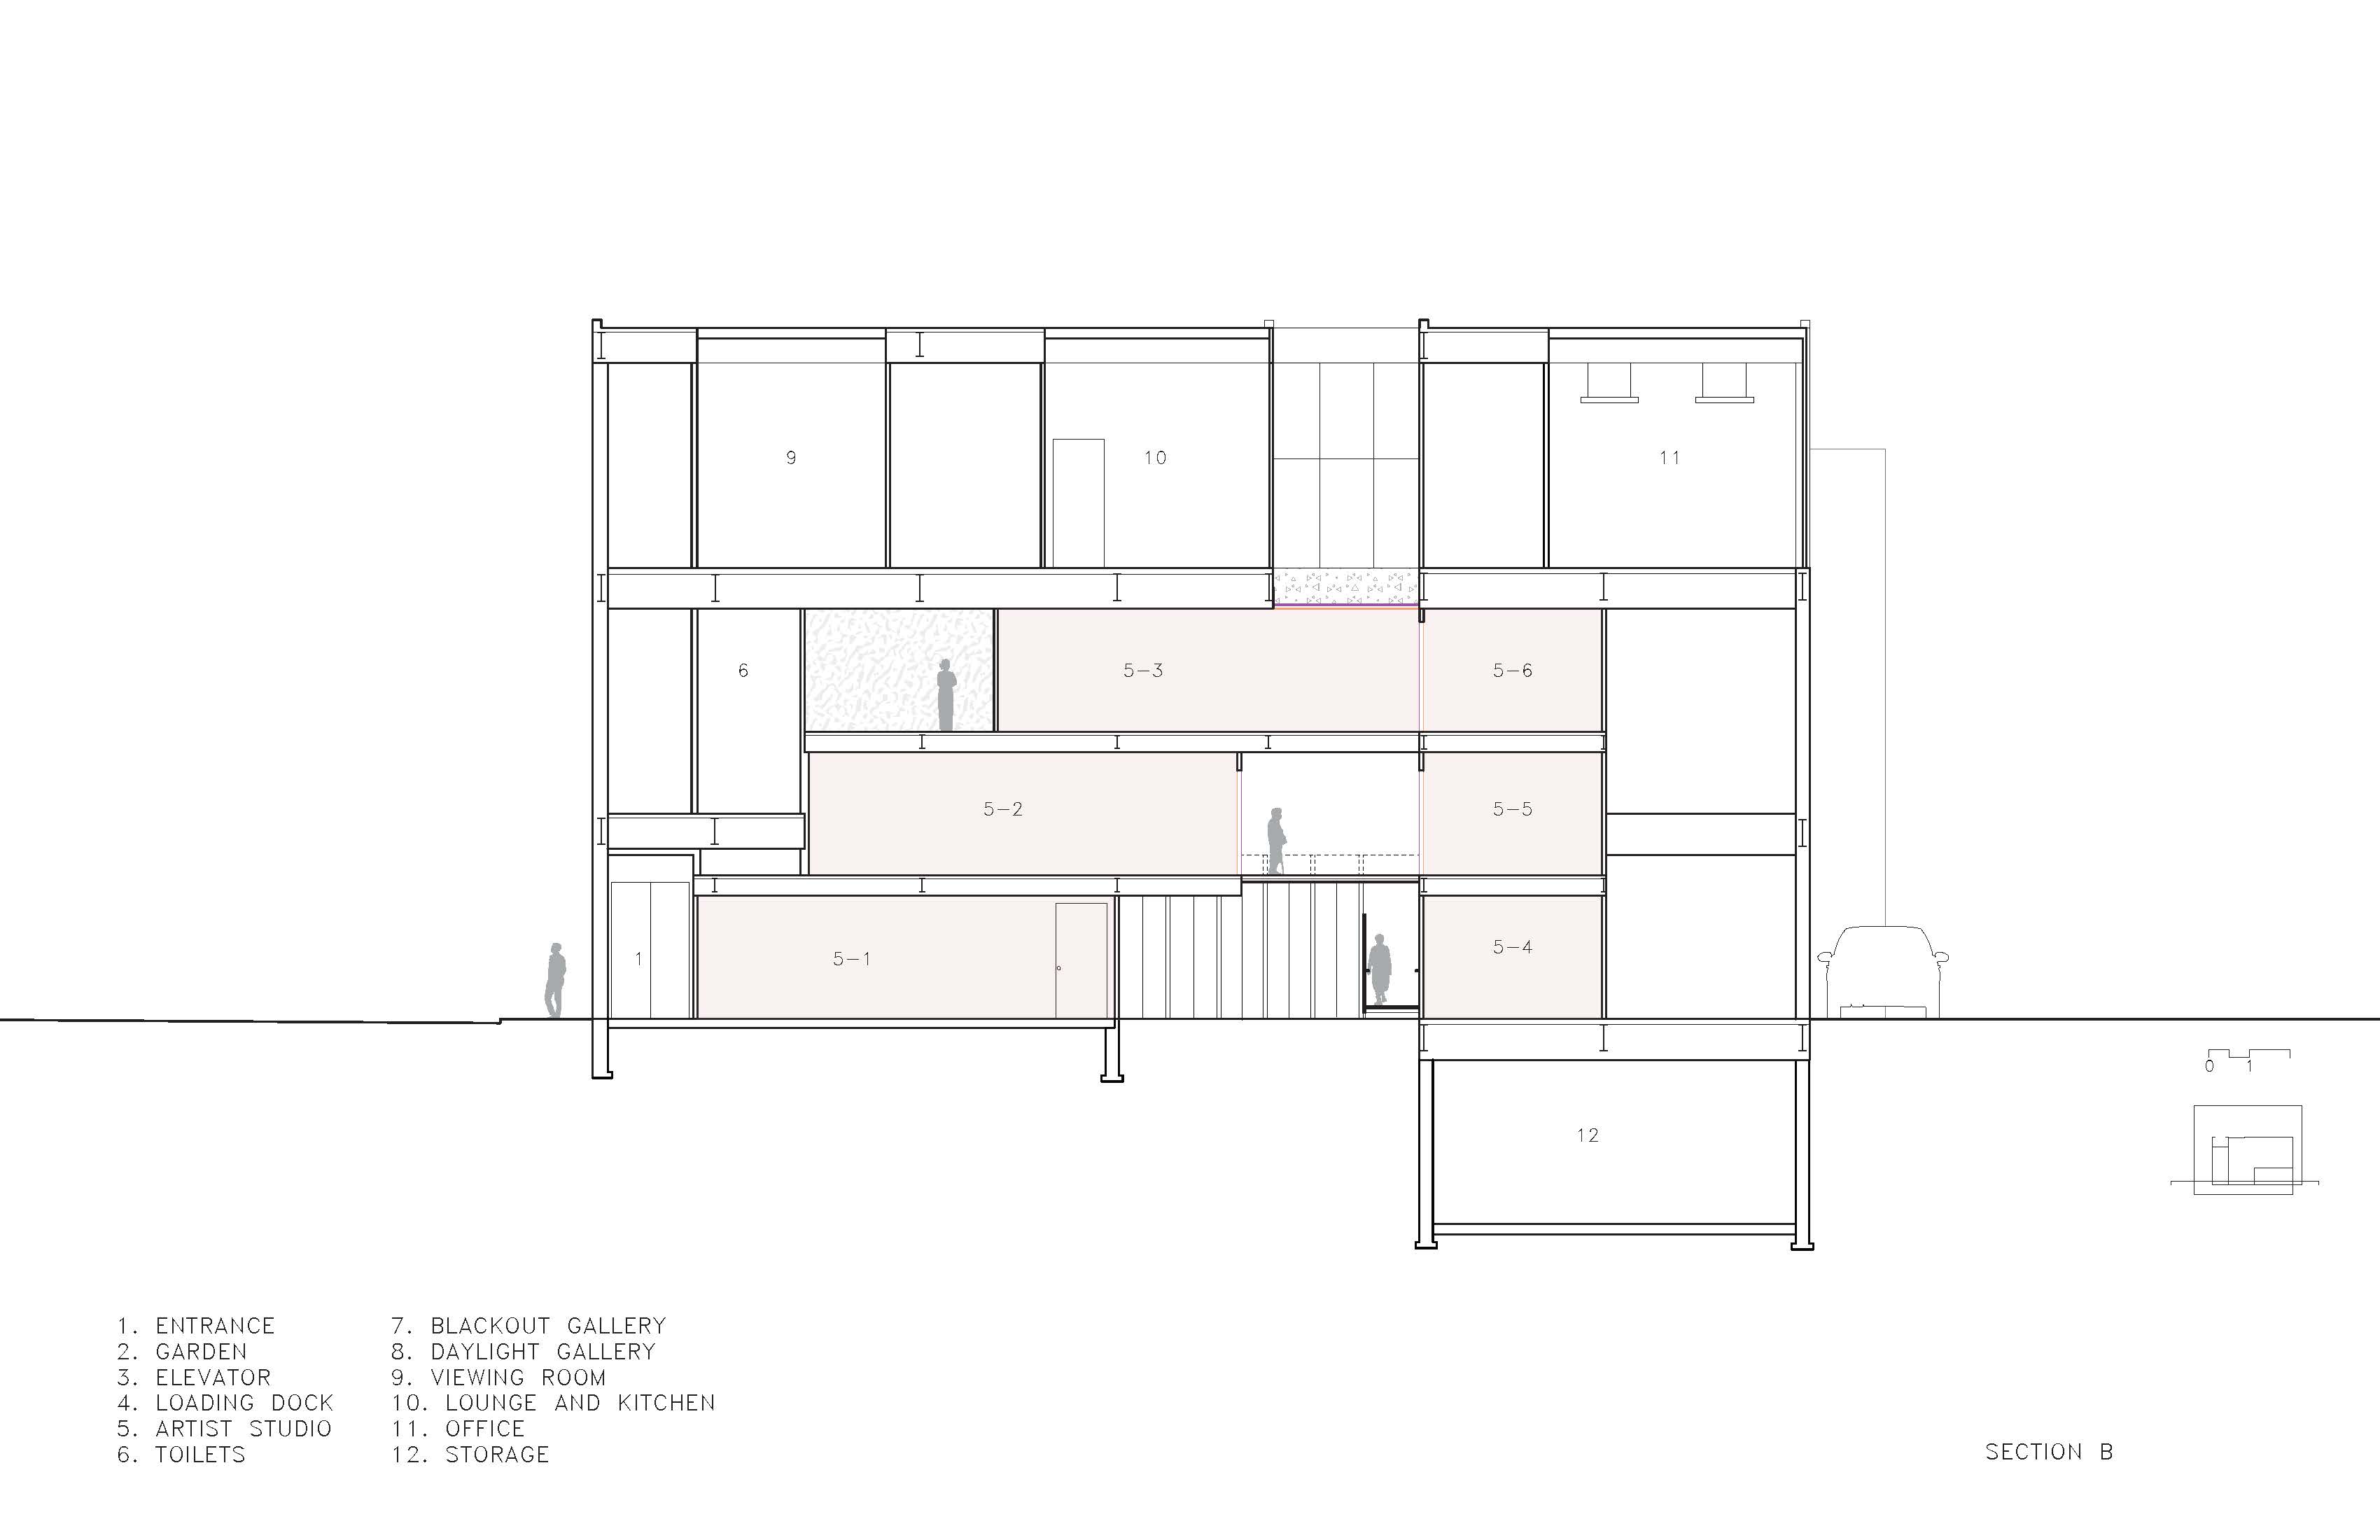 9
10
11
6
5-3
5-6
5-2
5-5
1
5-1
5-4
0 1
12
1. ENTRANCE
2. GARDEN
3. ELEVATOR
4. LOADING DOCK
5. ARTIST STUDIO
6. TOILETS
7. BLACKOUT GALLERY
8. DAYLIGHT GALLERY
9. VIEWING ROOM
10. LOUNGE AND KITCHEN
11. OFFICE
12. STORAGE
SECTION B